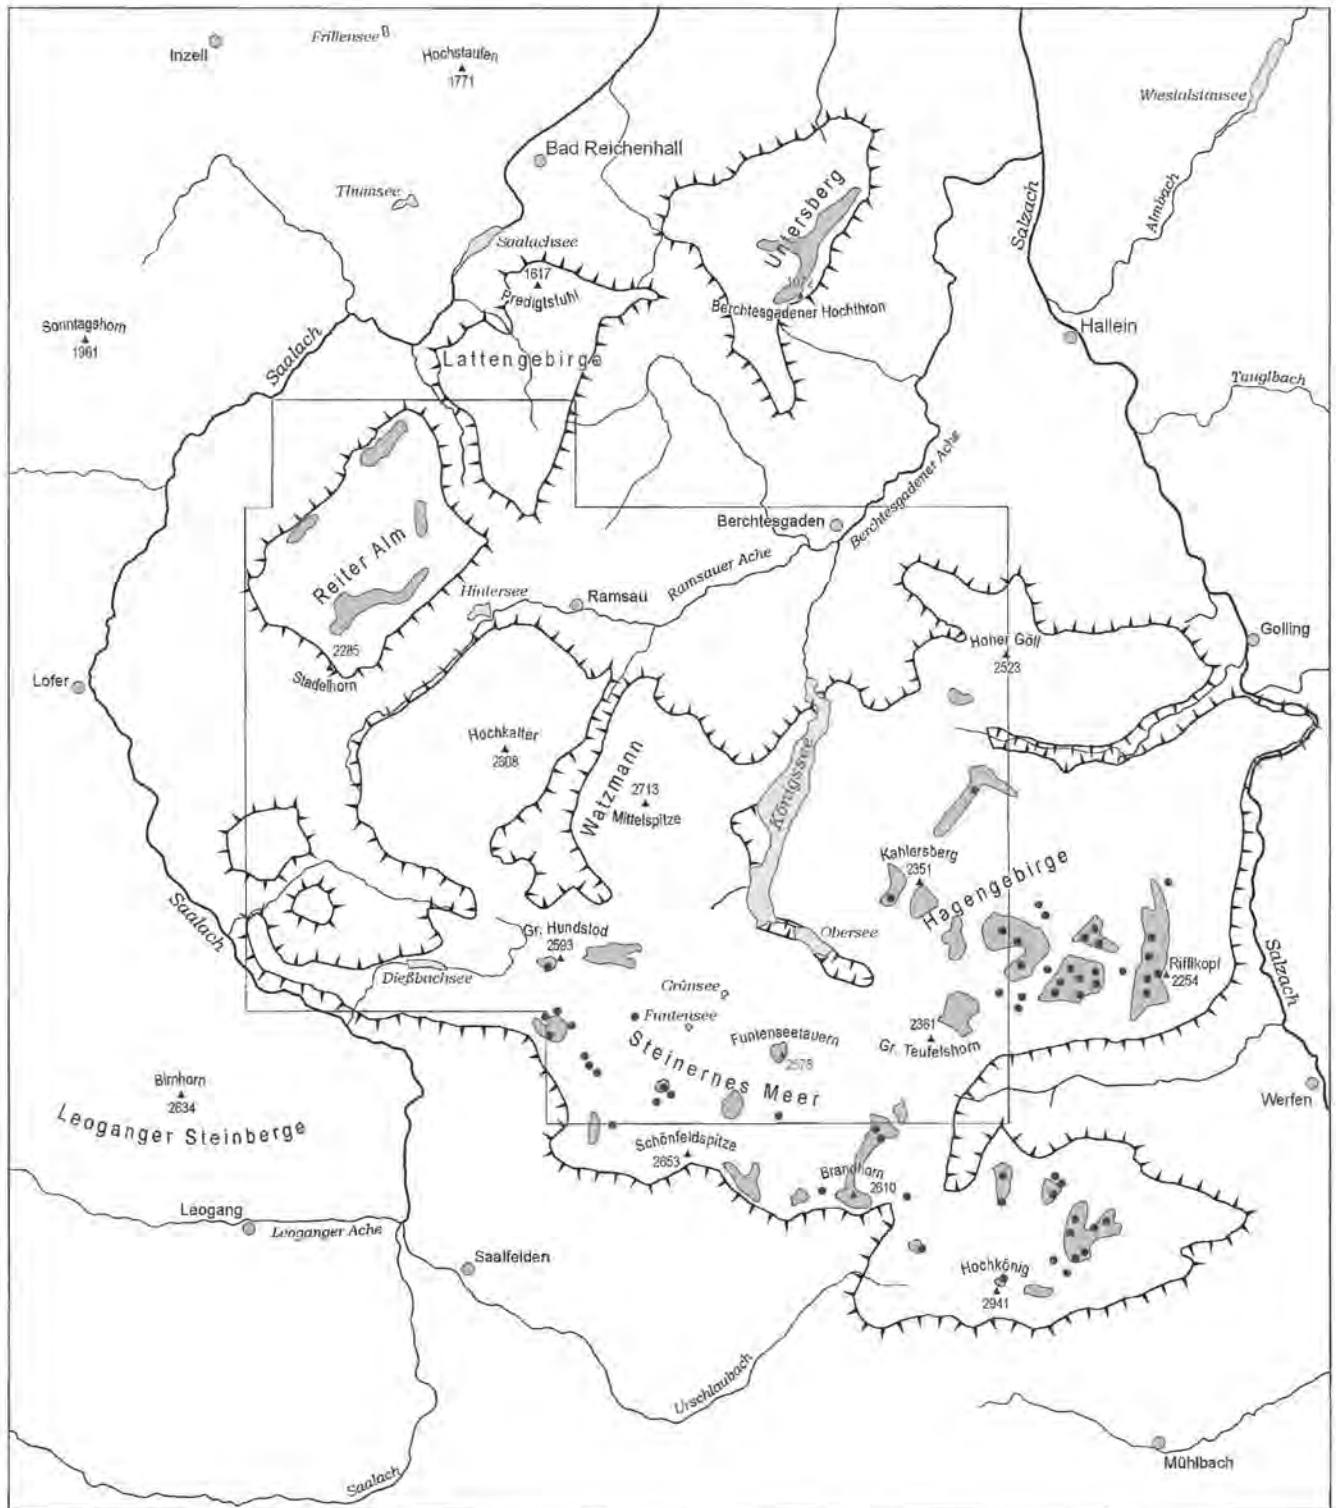 Inzell
Frillensee
Hochstaufen
1771
Wiestalstausee
Bad Reichenhall
Thumsee
Untersberg
Salzach
Almbach
Saalachsee
1617
Predigtstuhl
Berchtesgadener Hochthron
Sonntagshorn
1961
Saalach
Lattengebirge
Hallein
Tauglbach
Berchtesgadener Ache
Berchtesgaden
Reiter Alm
Hintersee
Ramsau
Ramsauer Ache
Hoher Göll
2523
Golling
2285
Stadelhorn
Lofer
Hochkalter
2608
Watzmann
2713
Mittelspitze
Königssee
Kahlersberg
2351
Hagengebirge
Saalach
Gr. Hundstod
2593
Obersee
Dießbachsee
Grünsee
Funtensee
Rifflkopf
2254
Salzach
2361
Gr. Teufelshorn
Funtenseetauern
2578
Steinernes Meer
Birnhorn
2634
Leoganger Steinberge
Werfen
Schönfeldspitze
2653
Brandhorn
2610
Leogang
Leoganger Ache
Saalfelden
Hochkönig
2941
Urschlaubach
Saalach
Mühlbach